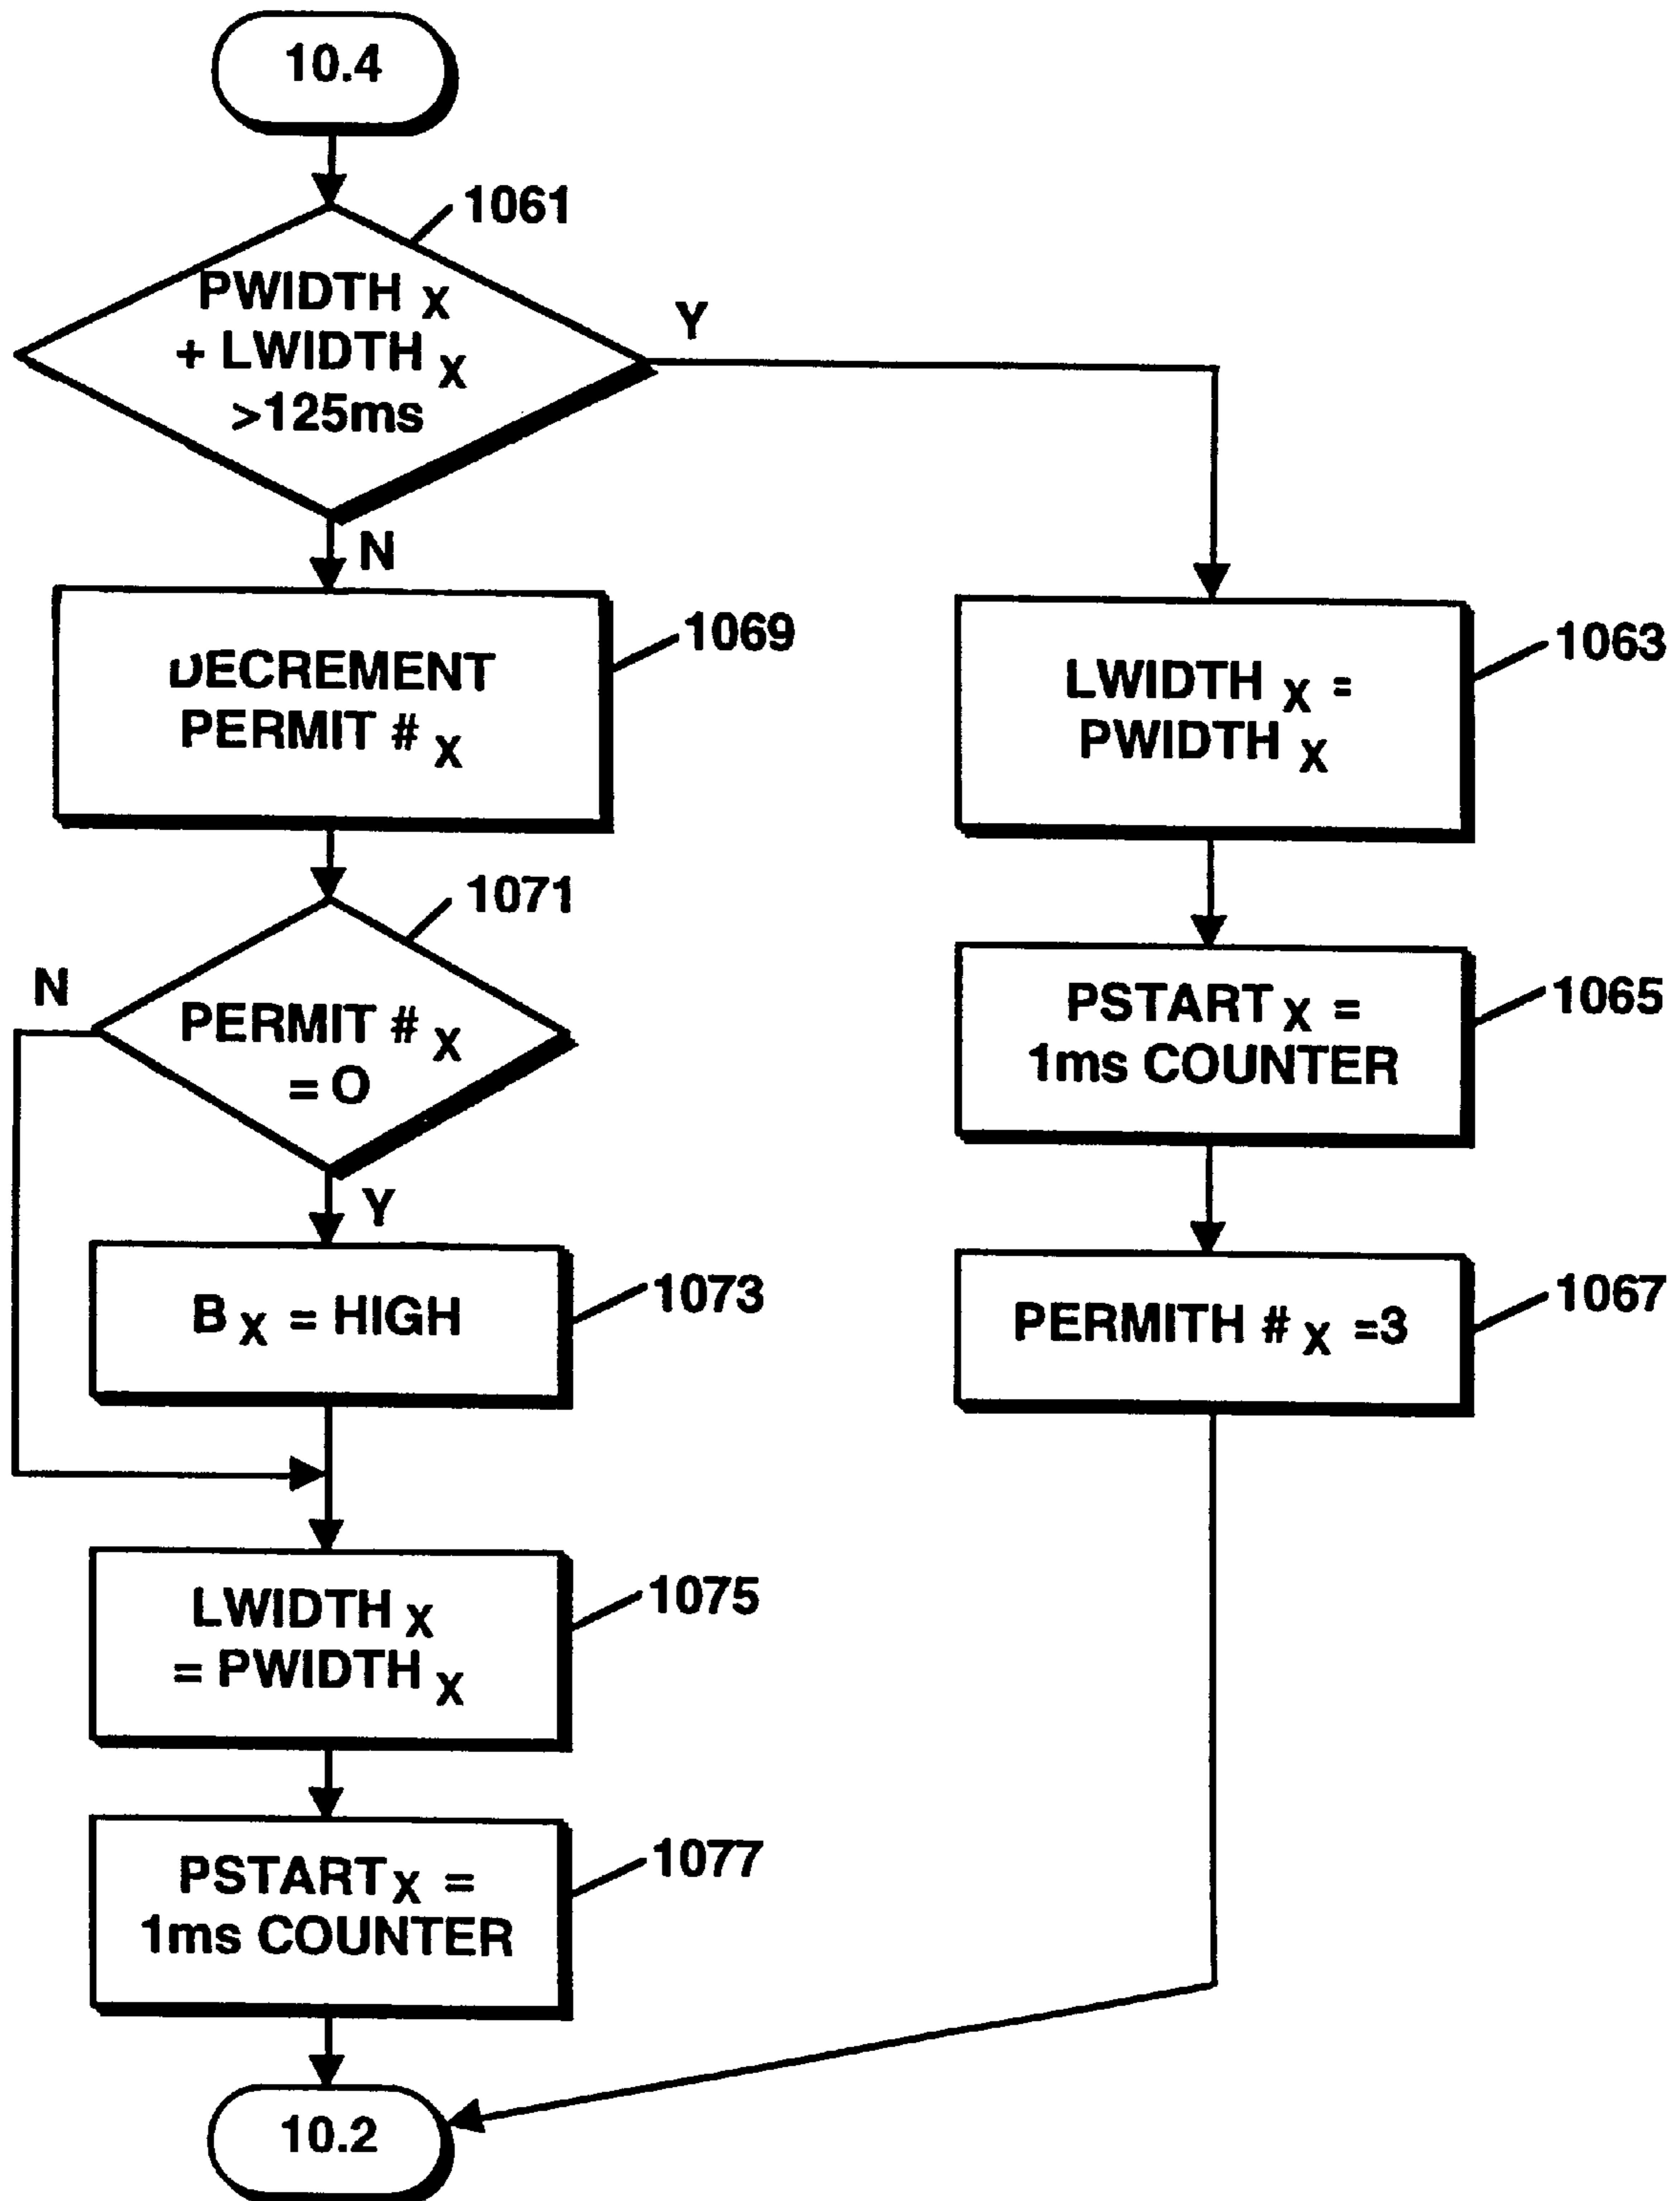 10.4
1061
PWIDTH X
+ LWIDTH X
>125ms
Y
N
DECREMENT
PERMIT # X
1069
LWIDTH X =
PWIDTH X
1063
1071
N
PERMIT # X
= O
Y
PSTART X =
1ms COUNTER
1065
B X = HIGH
1073
PERMITH # X =3
1067
LWIDTH X
= PWIDTH X
1075
PSTART X =
1ms COUNTER
1077
10.2